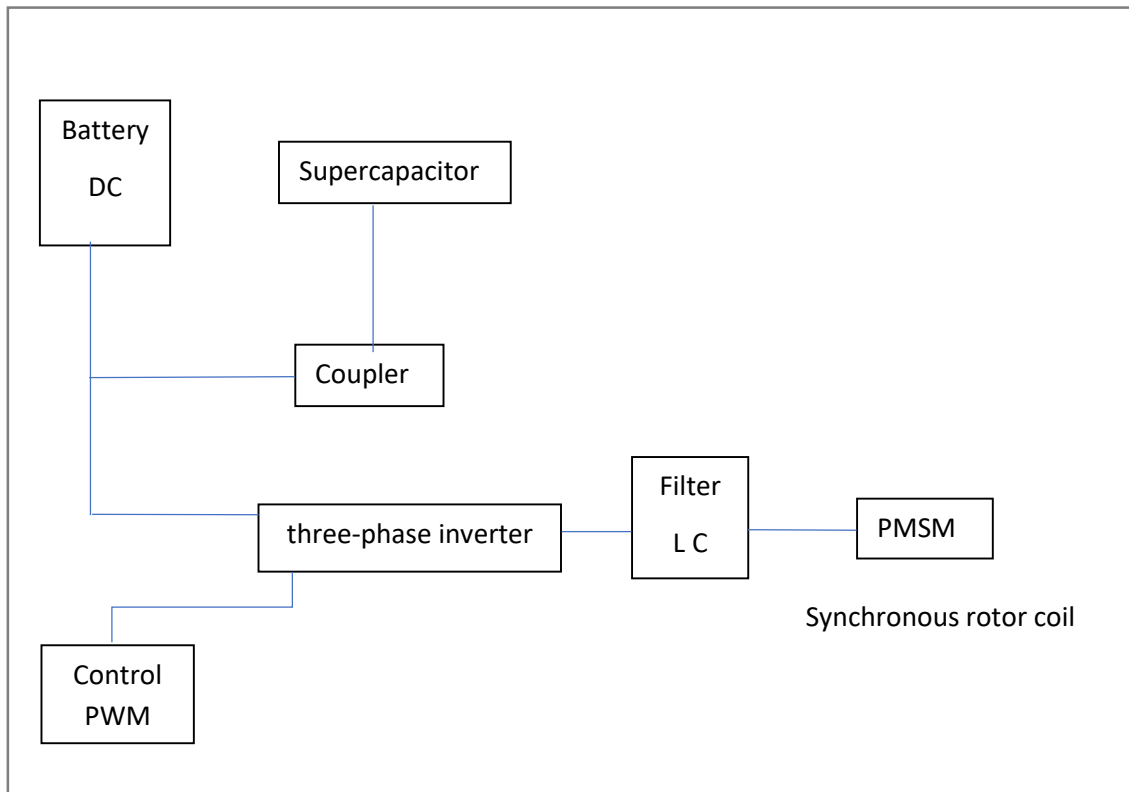 Battery
DC
Supercapacitor
Coupler
Filter
L C
three-phase inverter
PMSM
Synchronous rotor coil
Control
PWM